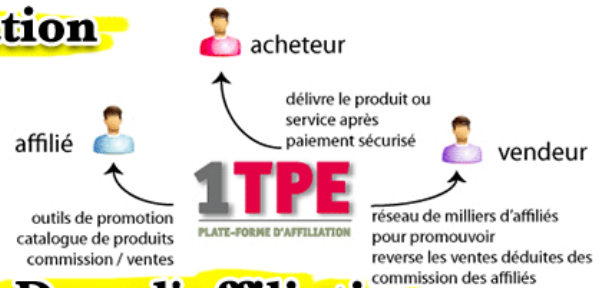 tion
acheteur
délivre le produit ou
service après
paiement sécurisé
affilié
vendeur
1TPE
PLATE-FORME D'AFFILIATION
outils de promotion
catalogue de produits
commission / ventes
réseau de milliers d'affiliés
pour promouvoir
reverse les ventes déduites des
commission des affiliés